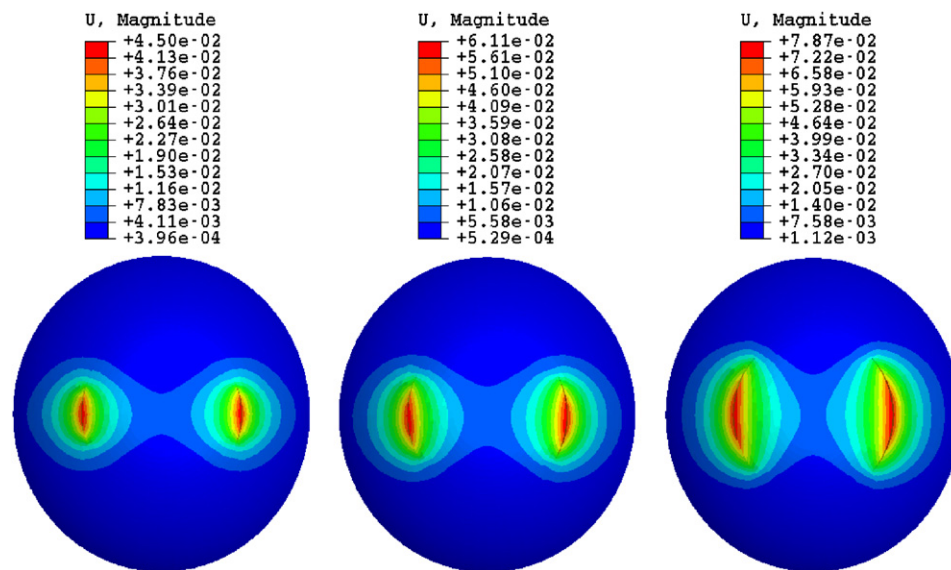 U, Magnitude
+4.50e-02
+4.13e-02
+3.76e-02
+3.39e-02
+3.01e-02
+2.64e-02
+2.27e-02
+1.90e-02
+1.53e-02
+1.16e-02
+7.83e-03
+4.11e-03
+3.96e-04
U, Magnitude
+6.11e-02
+5.61e-02
+5.10e-02
+4.60e-02
+4.09e-02
+3.59e-02
+3.08e-02
+2.58e-02
+2.07e-02
+1.57e-02
+1.06e-02
+5.58e-03
+5.29e-04
U, Magnitude
+7.87e-02
+7.22e-02
+6.58e-02
+5.93e-02
+5.28e-02
+4.64e-02
+3.99e-02
+3.34e-02
+2.70e-02
+2.05e-02
+1.40e-02
+7.58e-03
+1.12e-03